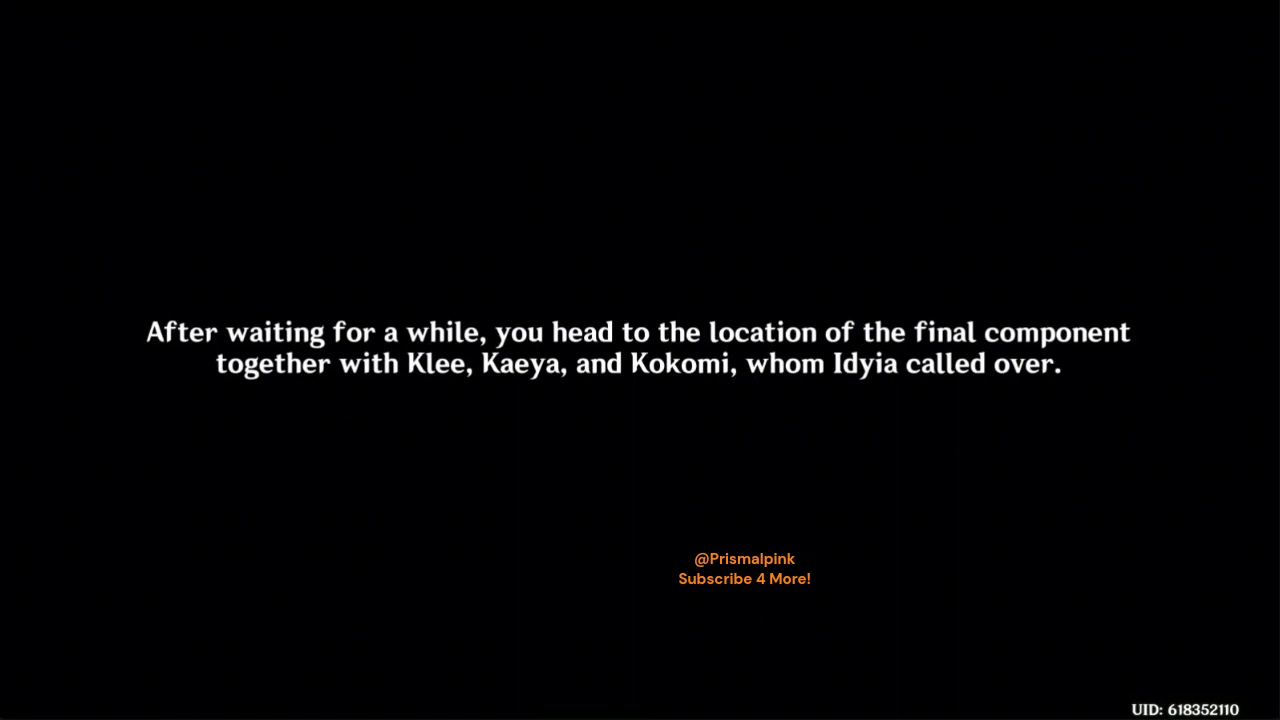 After waiting for a while, you head to the location of the final component
together with Klee, Kaeya, and Kokomi, whom Idyia called over.
@Prismalpink
Subscribe 4 More!
UID: 618352110